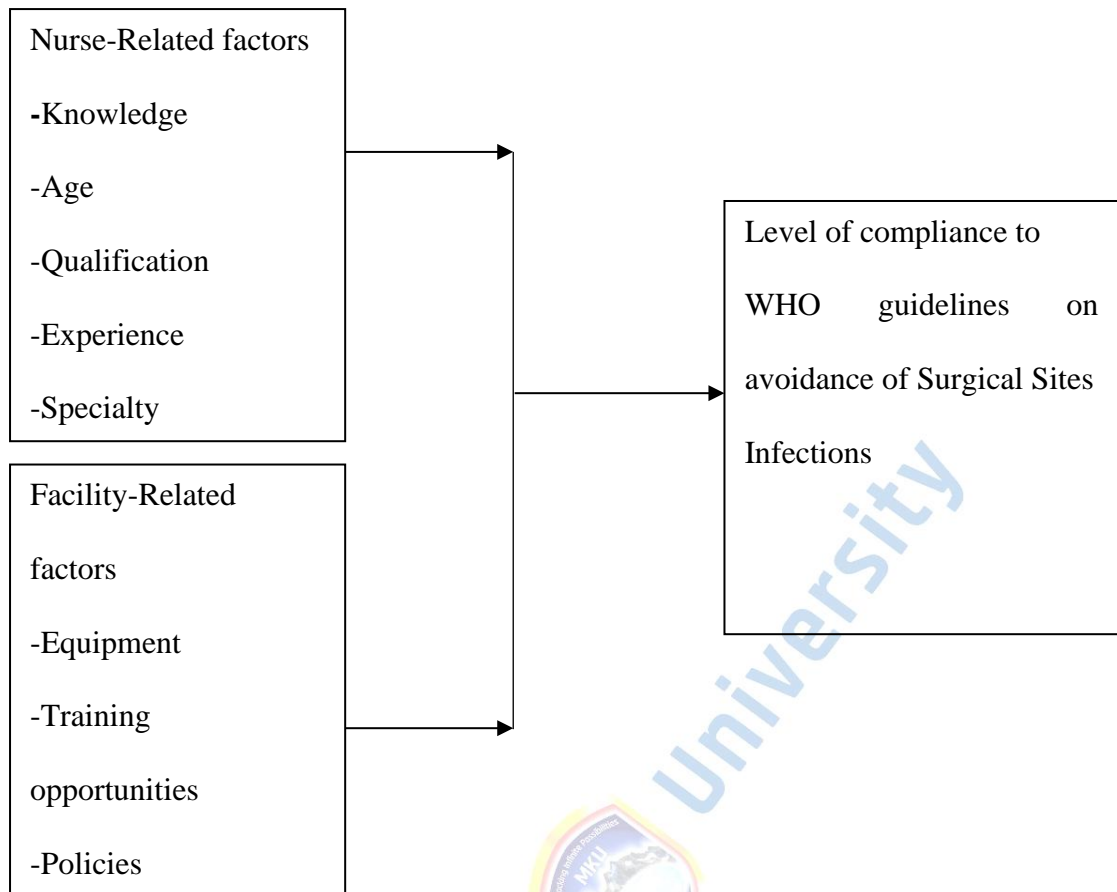 Nurse-Related factors
-Knowledge
-Age
-Qualification
-Experience
-Specialty
Facility-Related
factors
-Equipment
-Training
opportunities
-Policies
Level of compliance to
WHO guidelines on
avoidance of Surgical Sites
Infections
University
MKU